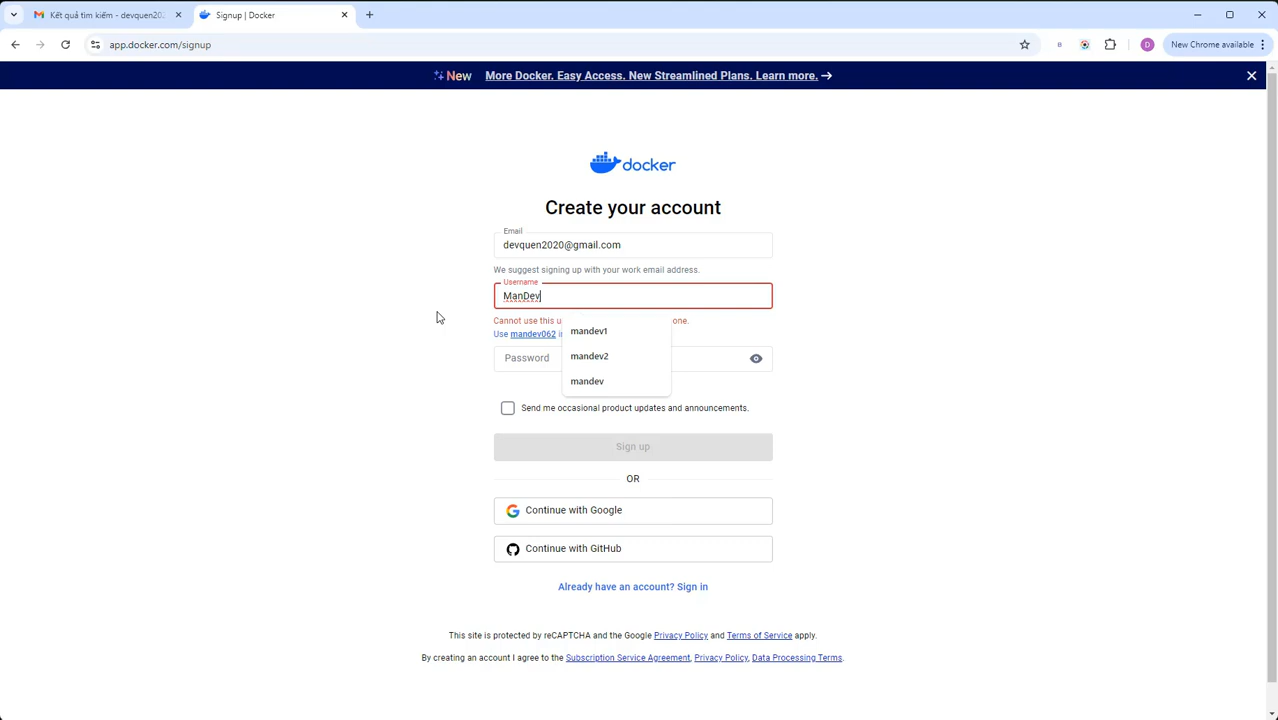 Kết quả tìm kiếm - devquen202
Signup | Docker
app.docker.com/signup
D
New Chrome available
New More Docker. Easy Access. New Streamlined Plans. Learn more. →
docker
Create your account
Email
devquen2020@gmail.com
We suggest signing up with your work email address.
Username
ManDev
Cannot use this u one.
Use mandev062 i
mandev1
mandev2
mandev
Password
Send me occasional product updates and announcements.
Sign up
OR
Continue with Google
Continue with GitHub
Already have an account? Sign in
This site is protected by reCAPTCHA and the Google Privacy Policy and Terms of Service apply.
By creating an account I agree to the Subscription Service Agreement, Privacy Policy, Data Processing Terms.